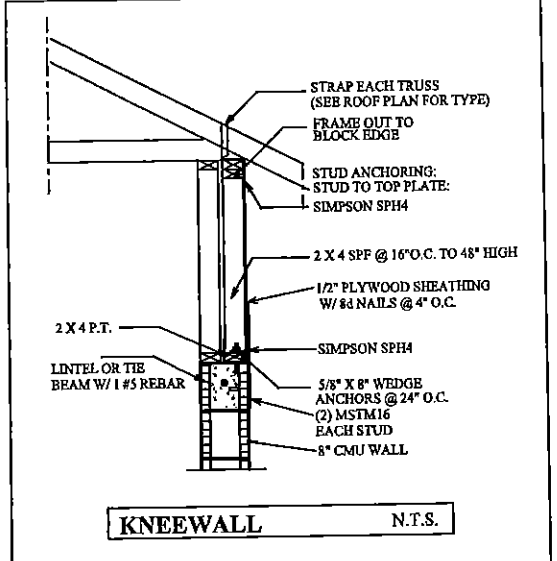 STRAP EACH TRUSS
(SEE ROOF PLAN FOR TYPE)
FRAME OUT TO
BLOCK EDGE
STUD ANCHORING:
STUD TO TOP PLATE:
SIMPSON SPH4
2 X 4 SPF @ 16"O.C. TO 48" HIGH
1/2" PLYWOOD SHEATHING
W/ 8d NAILS @ 4" O.C.
2 X 4 P.T.
SIMPSON SPH4
LINTEL OR TIE
BEAM W/ 1 #5 REBAR
5/8" X 8" WEDGE
ANCHORS @ 24" O.C.
(2) MSTM16
EACH STUD
8" CMU WALL
KNEEWALL N.T.S.